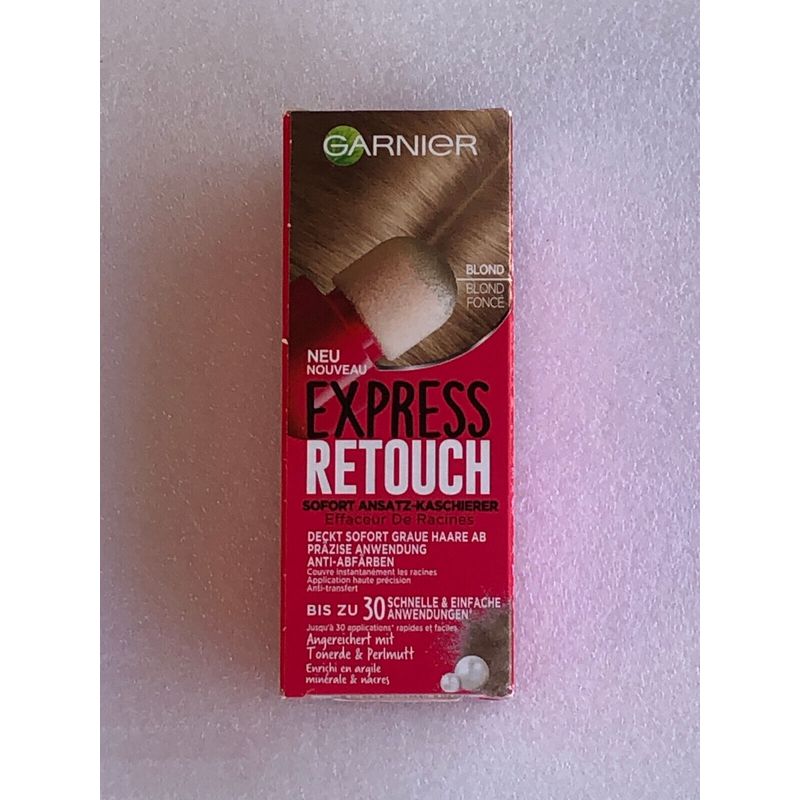 GARNIER
BLOND
BLOND
FONCÉ
NEU
NOUVEAU
EXPRESS
RETOUCH
SOFORT ANSATZ-KASCHIERER
Effaceur De Racines
DECKT SOFORT GRAUE HAARE AB
PRÄZISE ANWENDUNG
ANTI-ABFÄRBEN
Couvre instantanément les racines
Application haute précision
Anti-transfert
BIS ZU 30 SCHNELLE & EINFACHE
ANWENDUNGEN*
Jusqu'à 30 applications* rapides et faciles
Angereichert mit
Tonerde & Perlmutt
Enrichi en argile
minérale & nacres